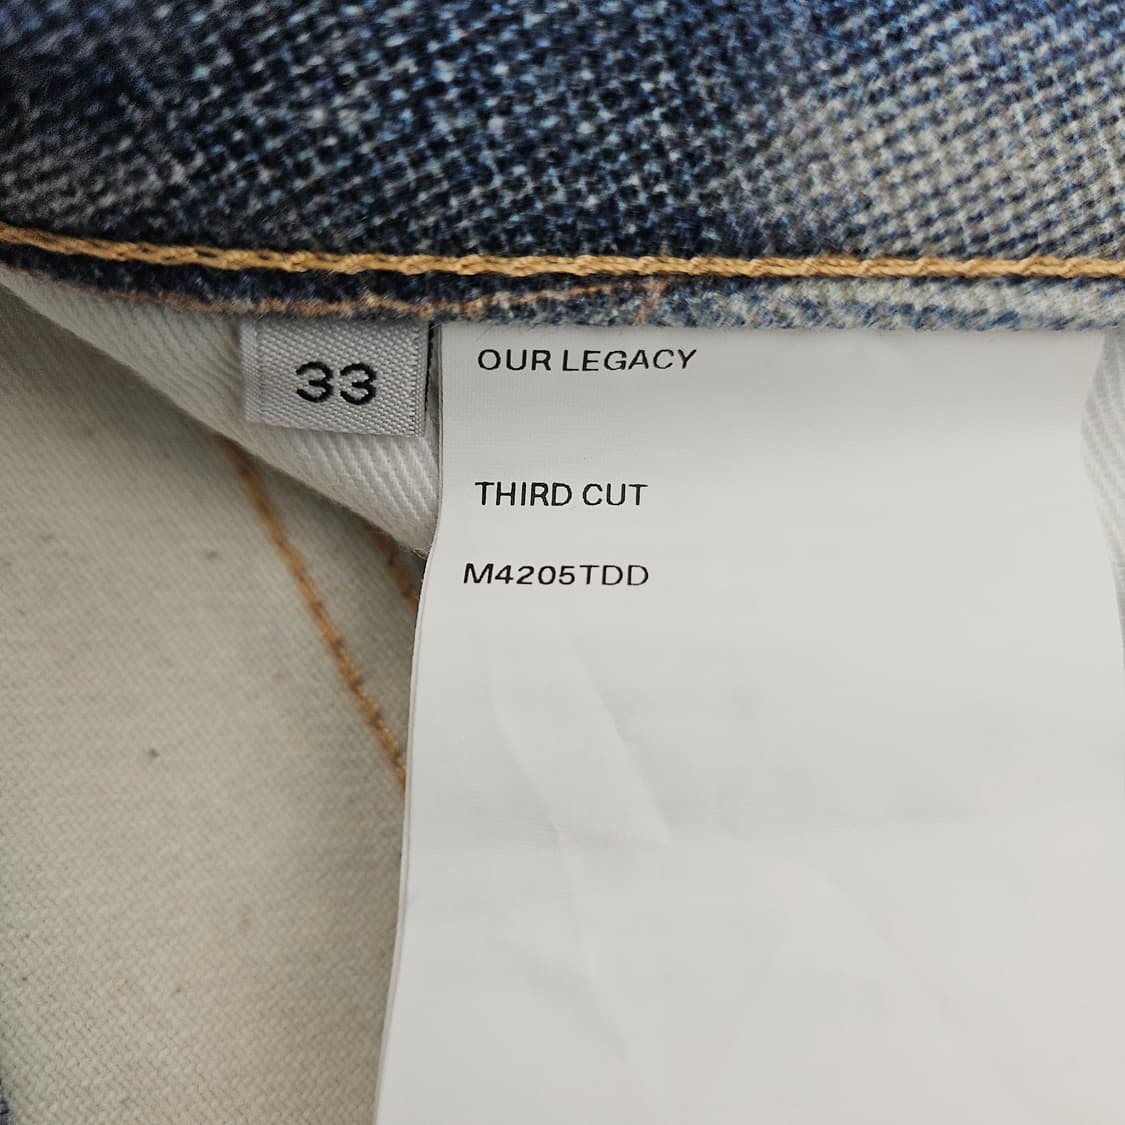 33
OUR LEGACY
THIRD CUT
M4205TDD